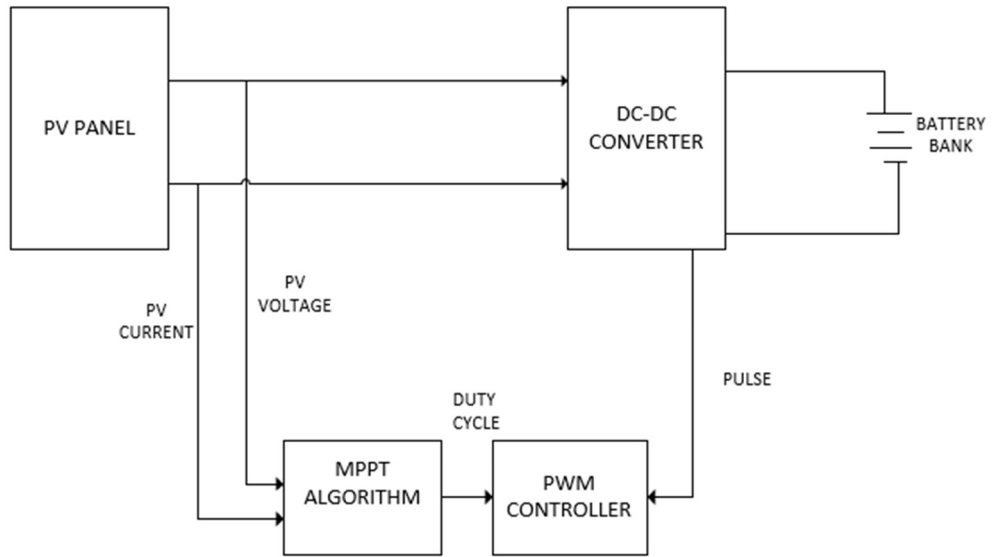 PV PANEL
DC-DC
CONVERTER
BATTERY
BANK
PV
VOLTAGE
PV
CURRENT
PULSE
DUTY
CYCLE
MPPT
ALGORITHM
PWM
CONTROLLER